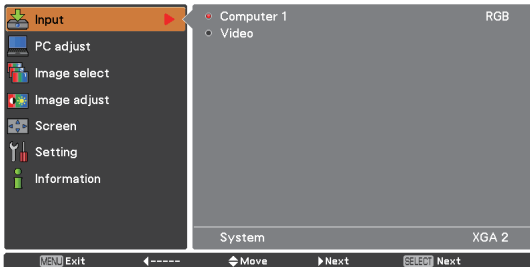 Input
PC adjust
Image select
Image adjust
Screen
Setting
Information
Computer 1 RGB
Video
System XGA 2
MENU Exit ◀----- Move ▶Next SELECT Next